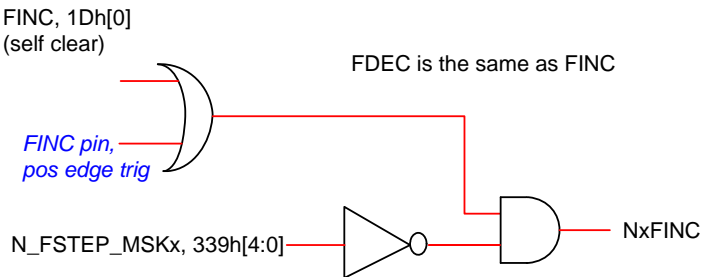 FINC, 1Dh[0]
(self clear)
FDEC is the same as FINC
FINC pin,
pos edge trig
N_FSTEP_MSKx, 339h[4:0]
NxFINC